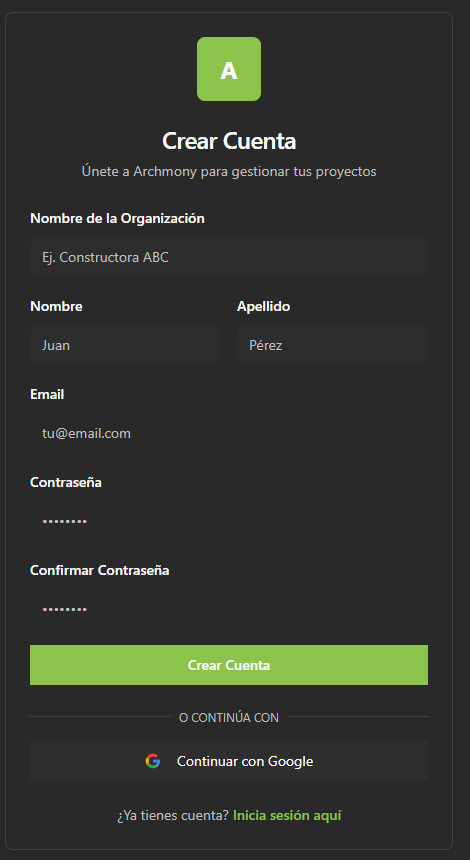 A
Crear Cuenta
Únete a Archmony para gestionar tus proyectos
Nombre de la Organización
Ej. Constructora ABC
Nombre
Apellido
Juan
Pérez
Email
tu@email.com
Contraseña
••••••••
Confirmar Contraseña
••••••••
Crear Cuenta
O CONTINÚA CON
G Continuar con Google
¿Ya tienes cuenta? Inicia sesión aquí